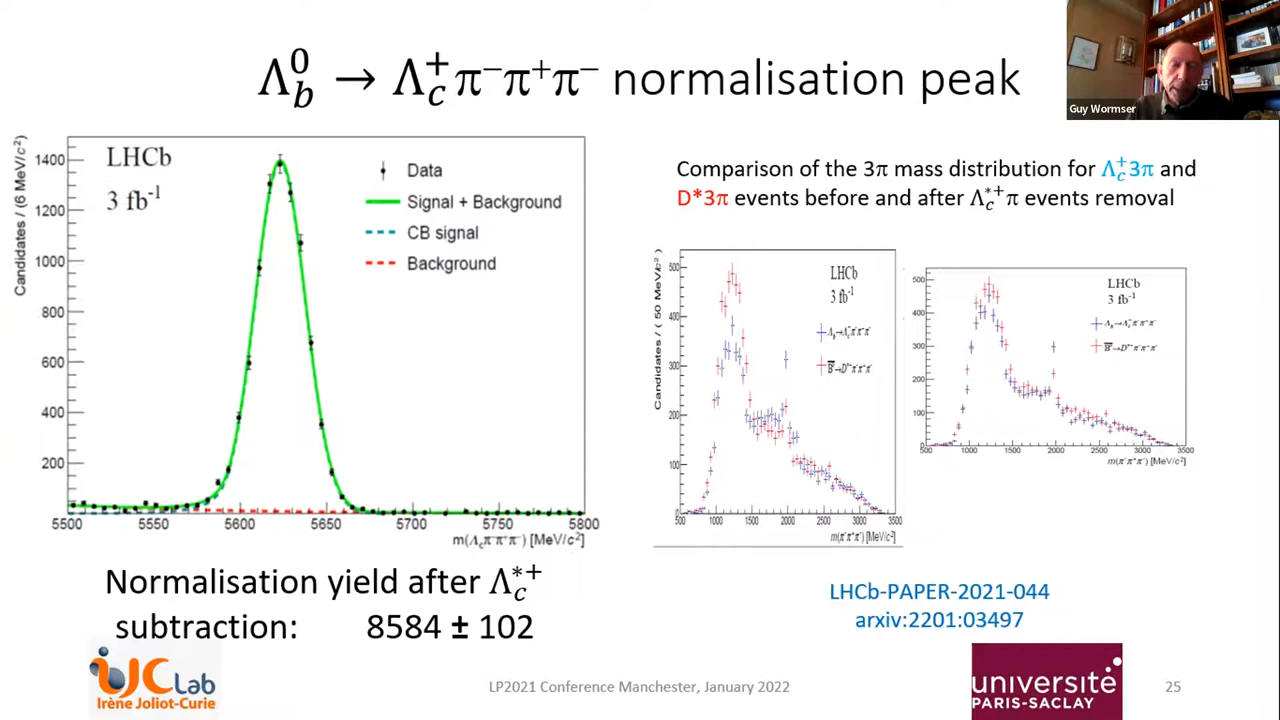 Λ⁰_b → Λ⁺_c π⁻π⁺π⁻ normalisation peak
Guy Wormser
Candidates / (6 MeV/c²)
1400
1200
1000
800
600
400
200
LHCb
3 fb⁻¹
Data
Signal + Background
CB signal
Background
5500 5550 5600 5650 5700 5750 5800
m(Λ_c π⁻π⁺π⁻) [MeV/c²]
Normalisation yield after Λ*⁺_c
subtraction: 8584 ± 102
Comparison of the 3π mass distribution for Λ⁺_c3π and
D*3π events before and after Λ*⁺_cπ events removal
Candidates / ( 50 MeV/c²)
500
400
300
200
100
0
LHCb
3 fb⁻¹
500 1000 1500 2000 2500 3000 3500
[MeV/c²]
500
400
300
200
100
0
LHCb
3 fb⁻¹
500 1000 1500 2000 2500 3000 3500
[MeV/c²]
LHCb-PAPER-2021-044
arxiv:2201:03497
iJC Lab
Irène Joliot-Curie
LP2021 Conference Manchester, January 2022
université
PARIS-SACLAY
25